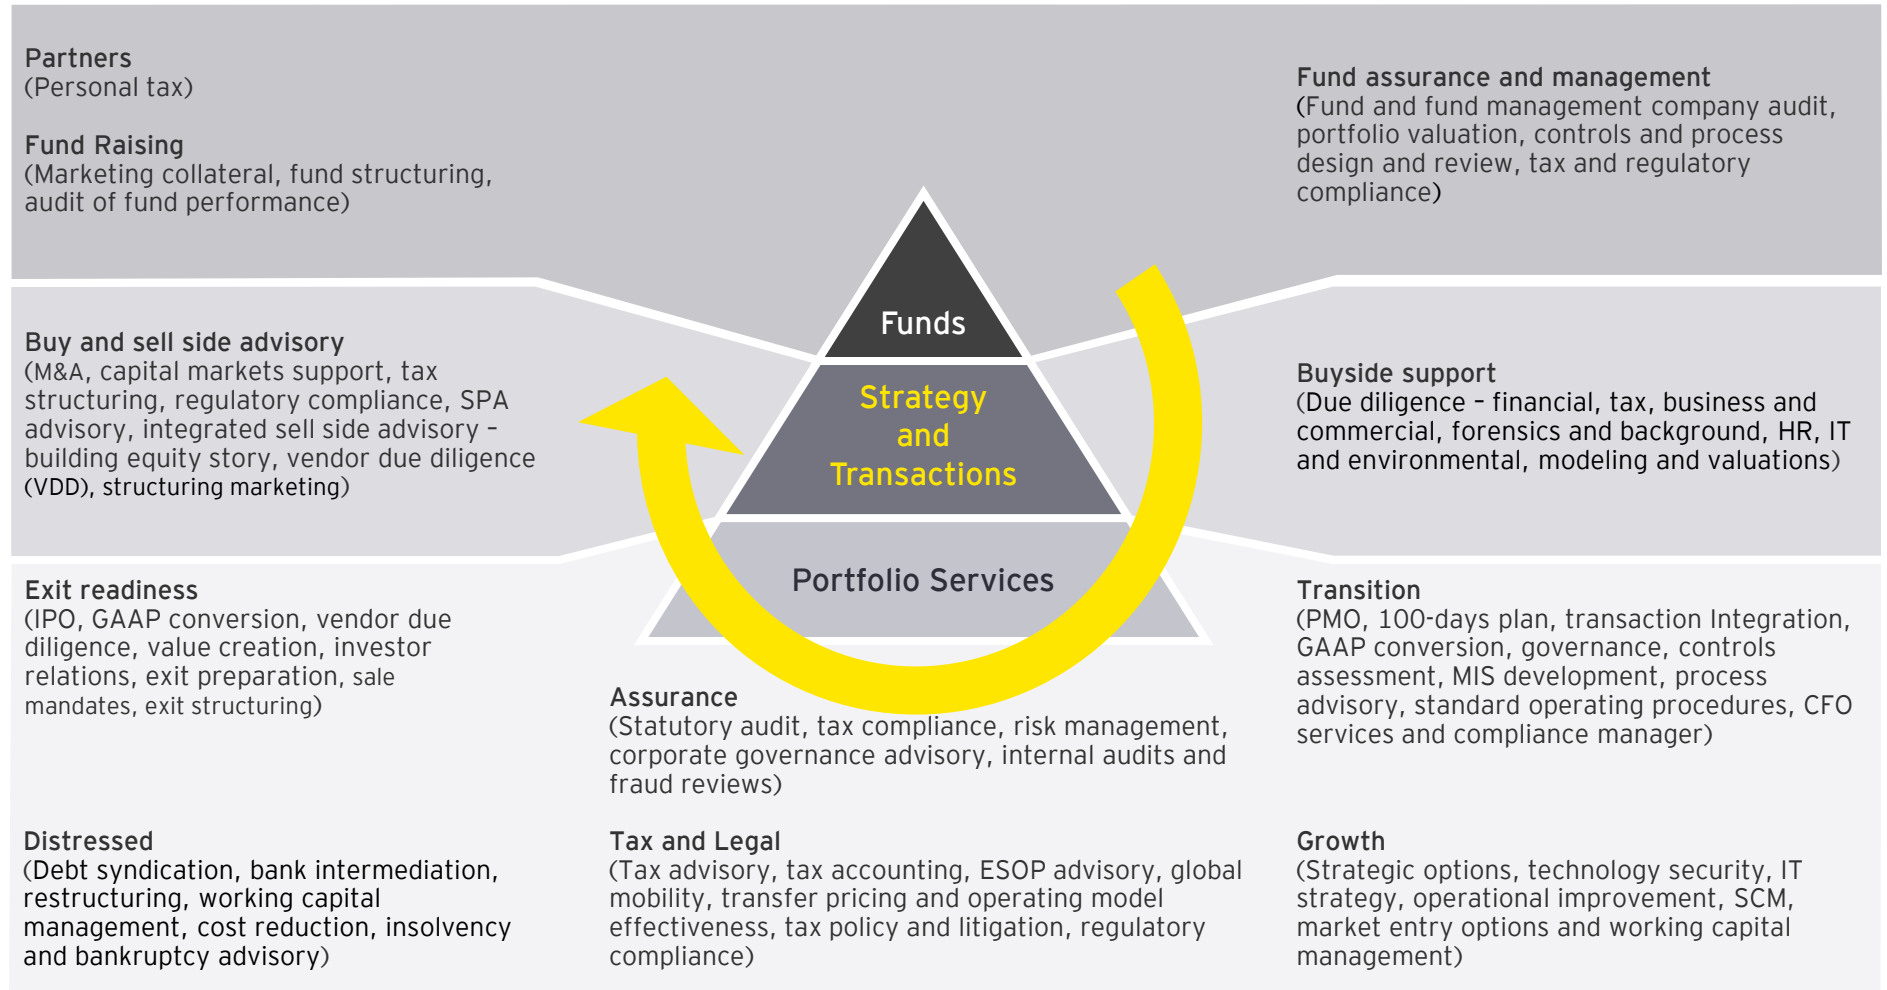 Partners
(Personal tax)
Fund Raising
(Marketing collateral, fund structuring,
audit of fund performance)
Fund assurance and management
(Fund and fund management company audit,
portfolio valuation, controls and process
design and review, tax and regulatory
compliance)
Funds
Buy and sell side advisory
(M&A, capital markets support, tax
structuring, regulatory compliance, SPA
advisory, integrated sell side advisory –
building equity story, vendor due diligence
(VDD), structuring marketing)
Strategy
and
Transactions
Buyside support
(Due diligence – financial, tax, business and
commercial, forensics and background, HR, IT
and environmental, modeling and valuations)
Portfolio Services
Exit readiness
(IPO, GAAP conversion, vendor due
diligence, value creation, investor
relations, exit preparation, sale
mandates, exit structuring)
Assurance
(Statutory audit, tax compliance, risk management,
corporate governance advisory, internal audits and
fraud reviews)
Transition
(PMO, 100-days plan, transaction Integration,
GAAP conversion, governance, controls
assessment, MIS development, process
advisory, standard operating procedures, CFO
services and compliance manager)
Distressed
(Debt syndication, bank intermediation,
restructuring, working capital
management, cost reduction, insolvency
and bankruptcy advisory)
Tax and Legal
(Tax advisory, tax accounting, ESOP advisory, global
mobility, transfer pricing and operating model
effectiveness, tax policy and litigation, regulatory
compliance)
Growth
(Strategic options, technology security, IT
strategy, operational improvement, SCM,
market entry options and working capital
management)